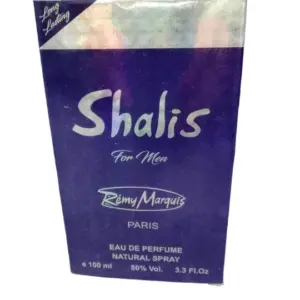 Long
Lasting
Shalis
For Men
Rémy Marquis
PARIS
EAU DE PERFUME
NATURAL SPRAY
e 100 ml 80% Vol. 3.3 Fl.Oz